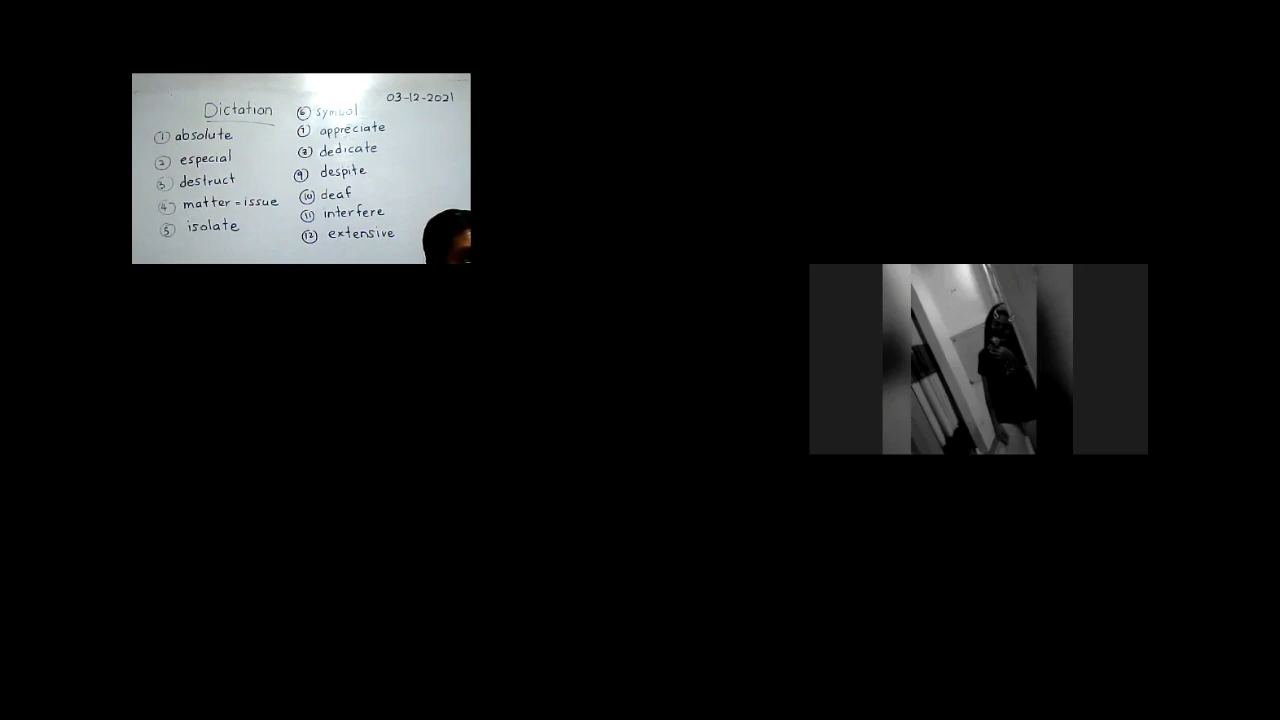 03-12-2021
Dictation
① absolute
② especial
③ destruct
④ matter = issue
⑤ isolate
⑥ symbol
⑦ appreciate
⑧ dedicate
⑨ despite
⑩ deaf
⑪ interfere
⑫ extensive